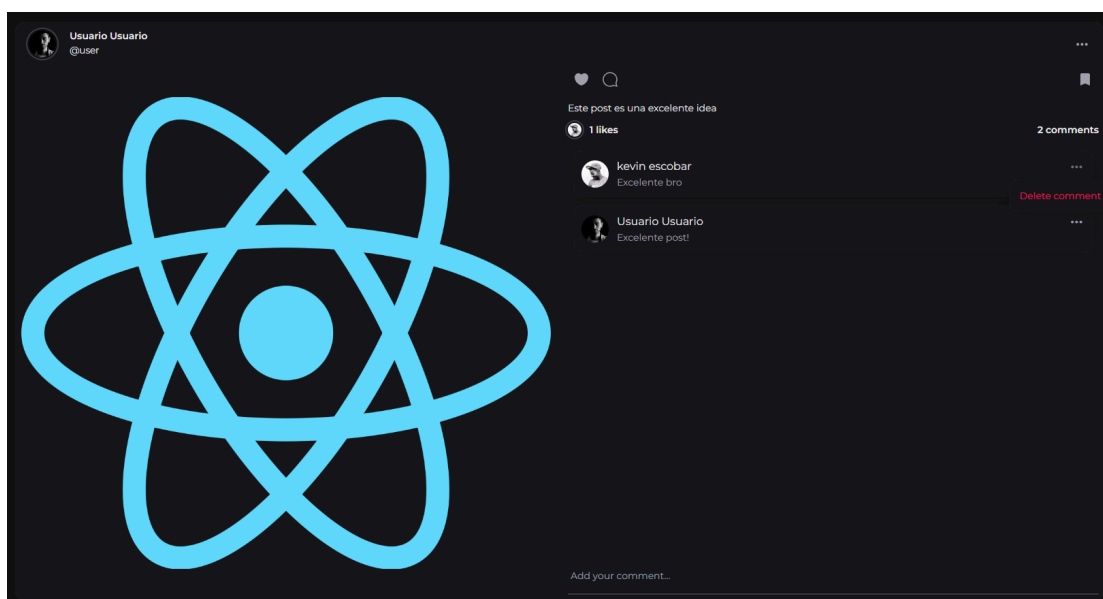 Usuario Usuario
@user
Este post es una excelente idea
1 likes
2 comments
kevin escobar
Excelente bro
Delete comment
Usuario Usuario
Excelente post!
Add your comment...